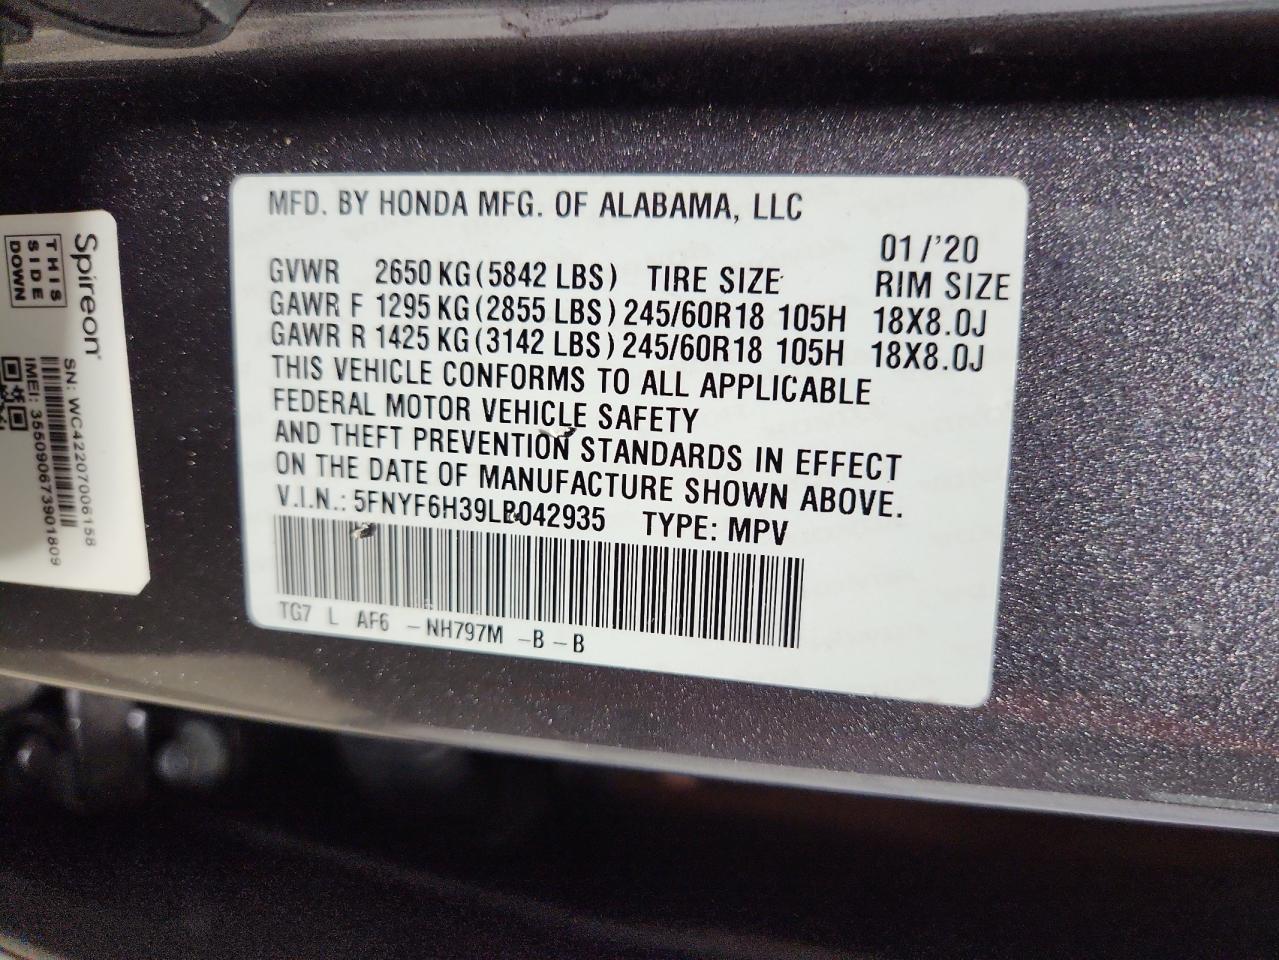 MFD. BY HONDA MFG. OF ALABAMA, LLC
01/'20
GVWR 2650 KG (5842 LBS) TIRE SIZE RIM SIZE
GAWR F 1295 KG (2855 LBS) 245/60R18 105H 18X8.0J
GAWR R 1425 KG (3142 LBS) 245/60R18 105H 18X8.0J
THIS VEHICLE CONFORMS TO ALL APPLICABLE
FEDERAL MOTOR VEHICLE SAFETY
AND THEFT PREVENTION STANDARDS IN EFFECT
ON THE DATE OF MANUFACTURE SHOWN ABOVE.
V.I.N.: 5FNYF6H39LB042935 TYPE: MPV
TG7 L AF6 - NH797M - B - B
Spireon
THIS
SIDE
DOWN
SN: WC42207006158
IMEI: 355090673901809